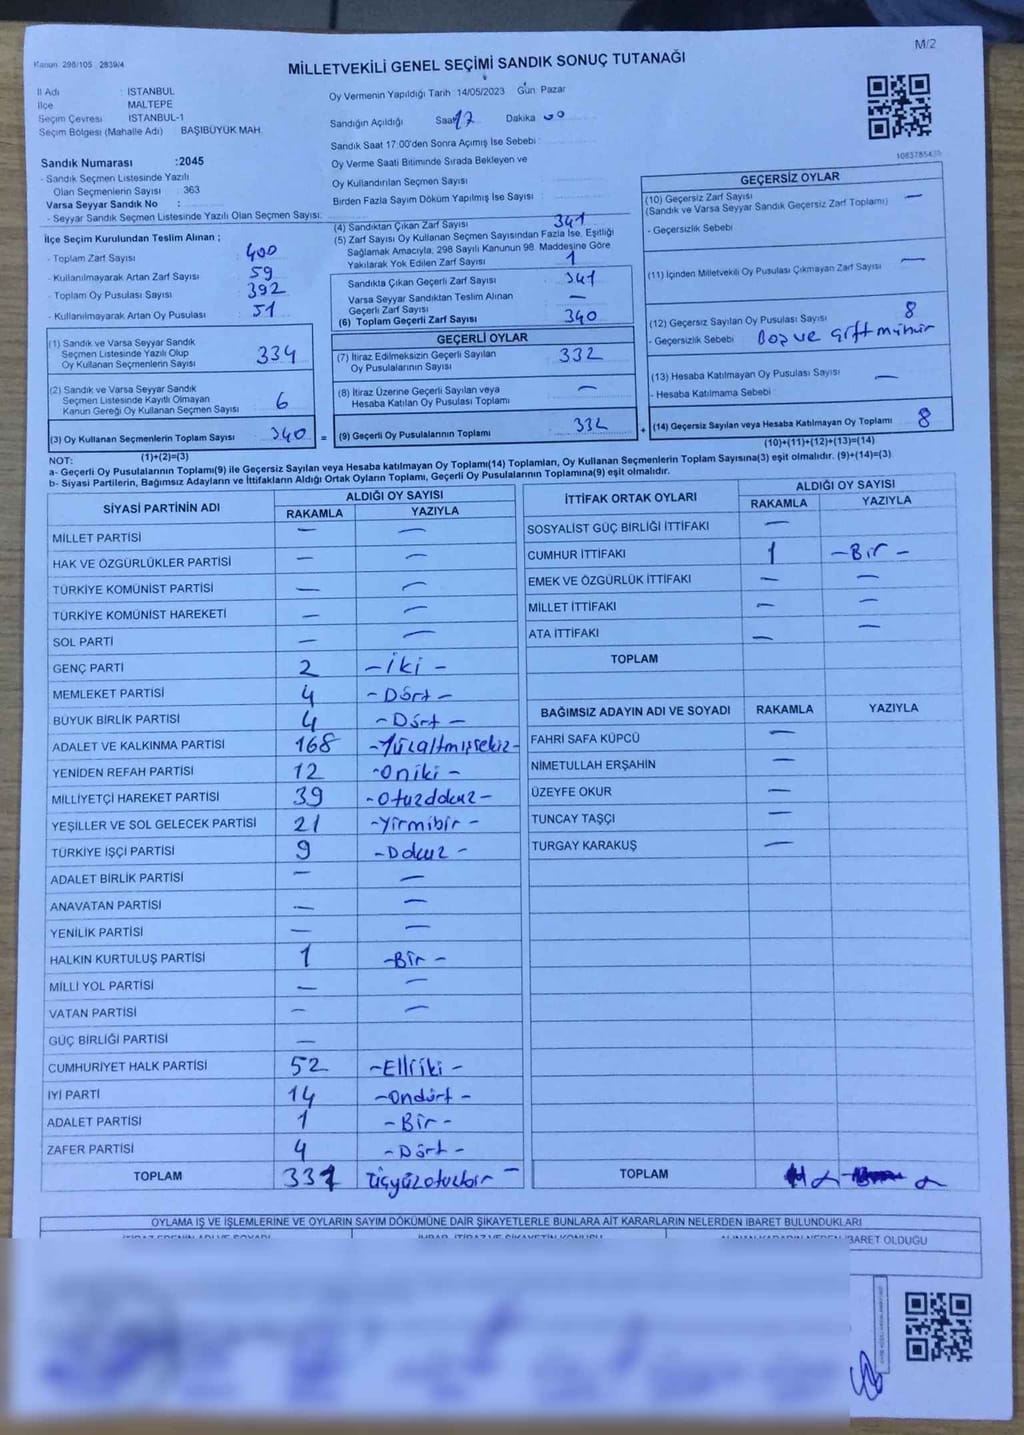 M/2
Kanun 298/105 2839/4
MİLLETVEKİLİ GENEL SEÇİMİ SANDIK SONUÇ TUTANAĞI
İl Adı : İSTANBUL
İlçe : MALTEPE
Seçim Çevresi : İSTANBUL-1
Seçim Bölgesi (Mahalle Adı) BAŞIBÜYÜK MAH.
Oy Vermenin Yapıldığı Tarih 14/05/2023 Gün Pazar
Sandığın Açıldığı Saat 17 Dakika 00
Sandık Saat 17:00'den Sonra Açımış İse Sebebi :
Oy Verme Saati Bitiminde Sırada Bekleyen ve
Oy Kullandırılan Seçmen Sayısı
Birden Fazla Sayım Döküm Yapılmış İse Sayısı
Sandık Numarası :2045
- Sandık Seçmen Listesinde Yazılı
Olan Seçmenlerin Sayısı : 363
Varsa Seyyar Sandık No :
- Seyyar Sandık Seçmen Listesinde Yazılı Olan Seçmen Sayısı:
İlçe Seçim Kurulundan Teslim Alınan ;
- Toplam Zarf Sayısı : 400
- Kullanılmayarak Artan Zarf Sayısı : 59
- Toplam Oy Pusulası Sayısı : 392
- Kullanılmayarak Artan Oy Pusulası : 51
(1) Sandık ve Varsa Seyyar Sandık
Seçmen Listesinde Yazılı Olup
Oy Kullanan Seçmenlerin Sayısı 334
(2) Sandık ve Varsa Seyyar Sandık
Seçmen Listesinde Kayıtlı Olmayan
Kanun Gereği Oy Kullanan Seçmen Sayısı 6
(3) Oy Kullanan Seçmenlerin Toplam Sayısı 340 =
(1)+(2)=(3)
(4) Sandıktan Çıkan Zarf Sayısı 341
(5) Zarf Sayısı Oy Kullanan Seçmen Sayısından Fazla İse, Eşitliği
Sağlamak Amacıyla, 298 Sayılı Kanunun 98. Maddesine Göre
Yakılarak Yok Edilen Zarf Sayısı 1
Sandıkta Çıkan Geçerli Zarf Sayısı 341
Varsa Seyyar Sandıktan Teslim Alınan
Geçerli Zarf Sayısı —
(6) Toplam Geçerli Zarf Sayısı 340
GEÇERLİ OYLAR
(7) İtiraz Edilmeksizin Geçerli Sayılan
Oy Pusulalarının Sayısı 332
(8) İtiraz Üzerine Geçerli Sayılan veya
Hesaba Katılan Oy Pusulası Toplamı —
(9) Geçerli Oy Pusulalarının Toplamı 332 +
GEÇERSİZ OYLAR
(10) Geçersiz Zarf Sayısı —
(Sandık ve Varsa Seyyar Sandık Geçersiz Zarf Toplamı)
- Geçersizlik Sebebi
(11) İçinden Milletvekili Oy Pusulası Çıkmayan Zarf Sayısı —
(12) Geçersiz Sayılan Oy Pusulası Sayısı 8
- Geçersizlik Sebebi Boş ve çift mühür
(13) Hesaba Katılmayan Oy Pusulası Sayısı —
- Hesaba Katılmama Sebebi
(14) Geçersiz Sayılan veya Hesaba Katılmayan Oy Toplamı 8
(10)+(11)+(12)+(13)=(14)
NOT:
a- Geçerli Oy Pusulalarının Toplamı(9) ile Geçersiz Sayılan veya Hesaba katılmayan Oy Toplamı(14) Toplamları, Oy Kullanan Seçmenlerin Toplam Sayısına(3) eşit olmalıdır. (9)+(14)=(3)
b- Siyasi Partilerin, Bağımsız Adayların ve İttifakların Aldığı Ortak Oyların Toplamı, Geçerli Oy Pusulalarının Toplamına(9) eşit olmalıdır.
SİYASİ PARTİNİN ADI ALDIĞI OY SAYISI
RAKAMLA YAZIYLA
MİLLET PARTİSİ — —
HAK VE ÖZGÜRLÜKLER PARTİSİ — —
TÜRKİYE KOMÜNİST PARTİSİ — —
TÜRKİYE KOMÜNİST HAREKETİ — —
SOL PARTİ — —
GENÇ PARTİ 2 -İki-
MEMLEKET PARTİSİ 4 -Dört-
BÜYÜK BİRLİK PARTİSİ 4 -Dört-
ADALET VE KALKINMA PARTİSİ 168 -Yüzaltmışsekiz-
YENİDEN REFAH PARTİSİ 12 -Oniki-
MİLLİYETÇİ HAREKET PARTİSİ 39 -Otuzdokuz-
YEŞİLLER VE SOL GELECEK PARTİSİ 21 -Yirmibir-
TÜRKİYE İŞÇİ PARTİSİ 9 -Dokuz-
ADALET BİRLİK PARTİSİ — —
ANAVATAN PARTİSİ — —
YENİLİK PARTİSİ — —
HALKIN KURTULUŞ PARTİSİ 1 -Bir-
MİLLİ YOL PARTİSİ — —
VATAN PARTİSİ — —
GÜÇ BİRLİĞİ PARTİSİ —
CUMHURİYET HALK PARTİSİ 52 -Elliiki-
İYİ PARTİ 14 -Ondört-
ADALET PARTİSİ 1 -Bir-
ZAFER PARTİSİ 4 -Dört-
TOPLAM 331 Üçyüzotuzbir -
İTTİFAK ORTAK OYLARI ALDIĞI OY SAYISI
RAKAMLA YAZIYLA
SOSYALİST GÜÇ BİRLİĞİ İTTİFAKI —
CUMHUR İTTİFAKI 1 -Bir-
EMEK VE ÖZGÜRLÜK İTTİFAKI — —
MİLLET İTTİFAKI — —
ATA İTTİFAKI — —
TOPLAM
BAĞIMSIZ ADAYIN ADI VE SOYADI RAKAMLA YAZIYLA
FAHRİ SAFA KÜPCÜ —
NİMETULLAH ERŞAHİN —
ÜZEYFE OKUR —
TUNCAY TAŞÇI —
TURGAY KARAKUŞ —
TOPLAM
OYLAMA İŞ VE İŞLEMLERİNE VE OYLARIN SAYIM DÖKÜMÜNE DAİR ŞİKAYETLERLE BUNLARA AİT KARARLARIN NELERDEN İBARET BULUNDUKLARI
İBARET OLDUĞU